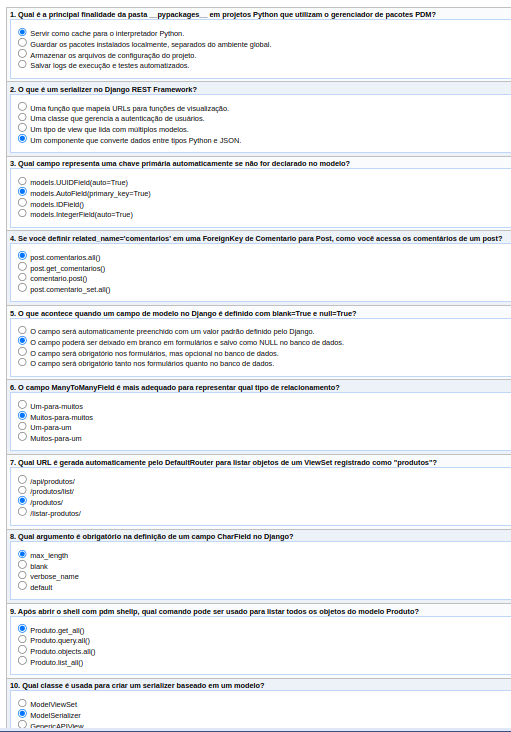 1. Qual é a principal finalidade da pasta __pypackages__ em projetos Python que utilizam o gerenciador de pacotes PDM?
Servir como cache para o interpretador Python.
Guardar os pacotes instalados localmente, separados do ambiente global.
Armazenar os arquivos de configuração do projeto.
Salvar logs de execução e testes automatizados.
2. O que é um serializer no Django REST Framework?
Uma função que mapeia URLs para funções de visualização.
Uma classe que gerencia a autenticação de usuários.
Um tipo de view que lida com múltiplos modelos.
Um componente que converte dados entre tipos Python e JSON.
3. Qual campo representa uma chave primária automaticamente se não for declarado no modelo?
models.UUIDField(auto=True)
models.AutoField(primary_key=True)
models.IDField()
models.IntegerField(auto=True)
4. Se você definir related_name='comentarios' em uma ForeignKey de Comentario para Post, como você acessa os comentários de um post?
post.comentarios.all()
post.get_comentarios()
comentario.post()
post.comentario_set.all()
5. O que acontece quando um campo de modelo no Django é definido com blank=True e null=True?
O campo será automaticamente preenchido com um valor padrão definido pelo Django.
O campo poderá ser deixado em branco em formulários e salvo como NULL no banco de dados.
O campo será obrigatório nos formulários, mas opcional no banco de dados.
O campo será obrigatório tanto nos formulários quanto no banco de dados.
6. O campo ManyToManyField é mais adequado para representar qual tipo de relacionamento?
Um-para-muitos
Muitos-para-muitos
Um-para-um
Muitos-para-um
7. Qual URL é gerada automaticamente pelo DefaultRouter para listar objetos de um ViewSet registrado como "produtos"?
/api/produtos/
/produtos/list/
/produtos/
/listar-produtos/
8. Qual argumento é obrigatório na definição de um campo CharField no Django?
max_length
blank
verbose_name
default
9. Após abrir o shell com pdm shellp, qual comando pode ser usado para listar todos os objetos do modelo Produto?
Produto.get_all()
Produto.query.all()
Produto.objects.all()
Produto.list_all()
10. Qual classe é usada para criar um serializer baseado em um modelo?
ModelViewSet
ModelSerializer
GenericAPIView